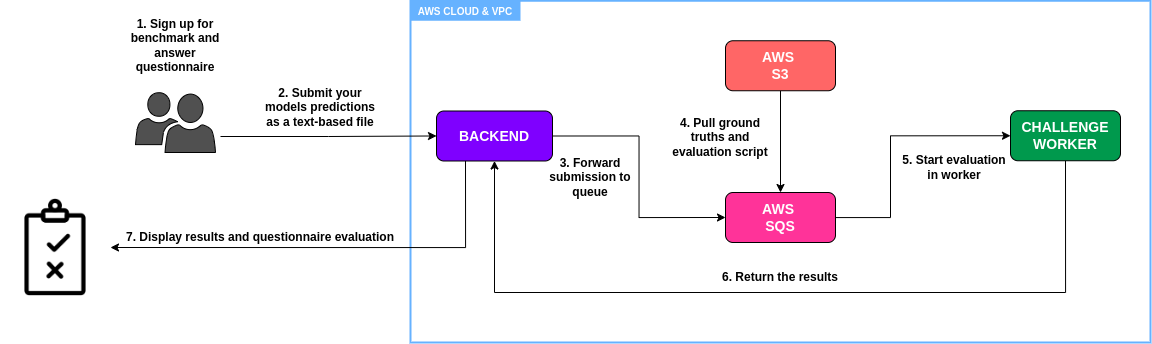 AWS CLOUD & VPC
1. Sign up for
benchmark and
answer
questionnaire
2. Submit your
models predictions
as a text-based file
BACKEND
3. Forward
submission to
queue
AWS
S3
4. Pull ground
truths and
evaluation script
AWS
SQS
5. Start evaluation
in worker
CHALLENGE
WORKER
6. Return the results
7. Display results and questionnaire evaluation